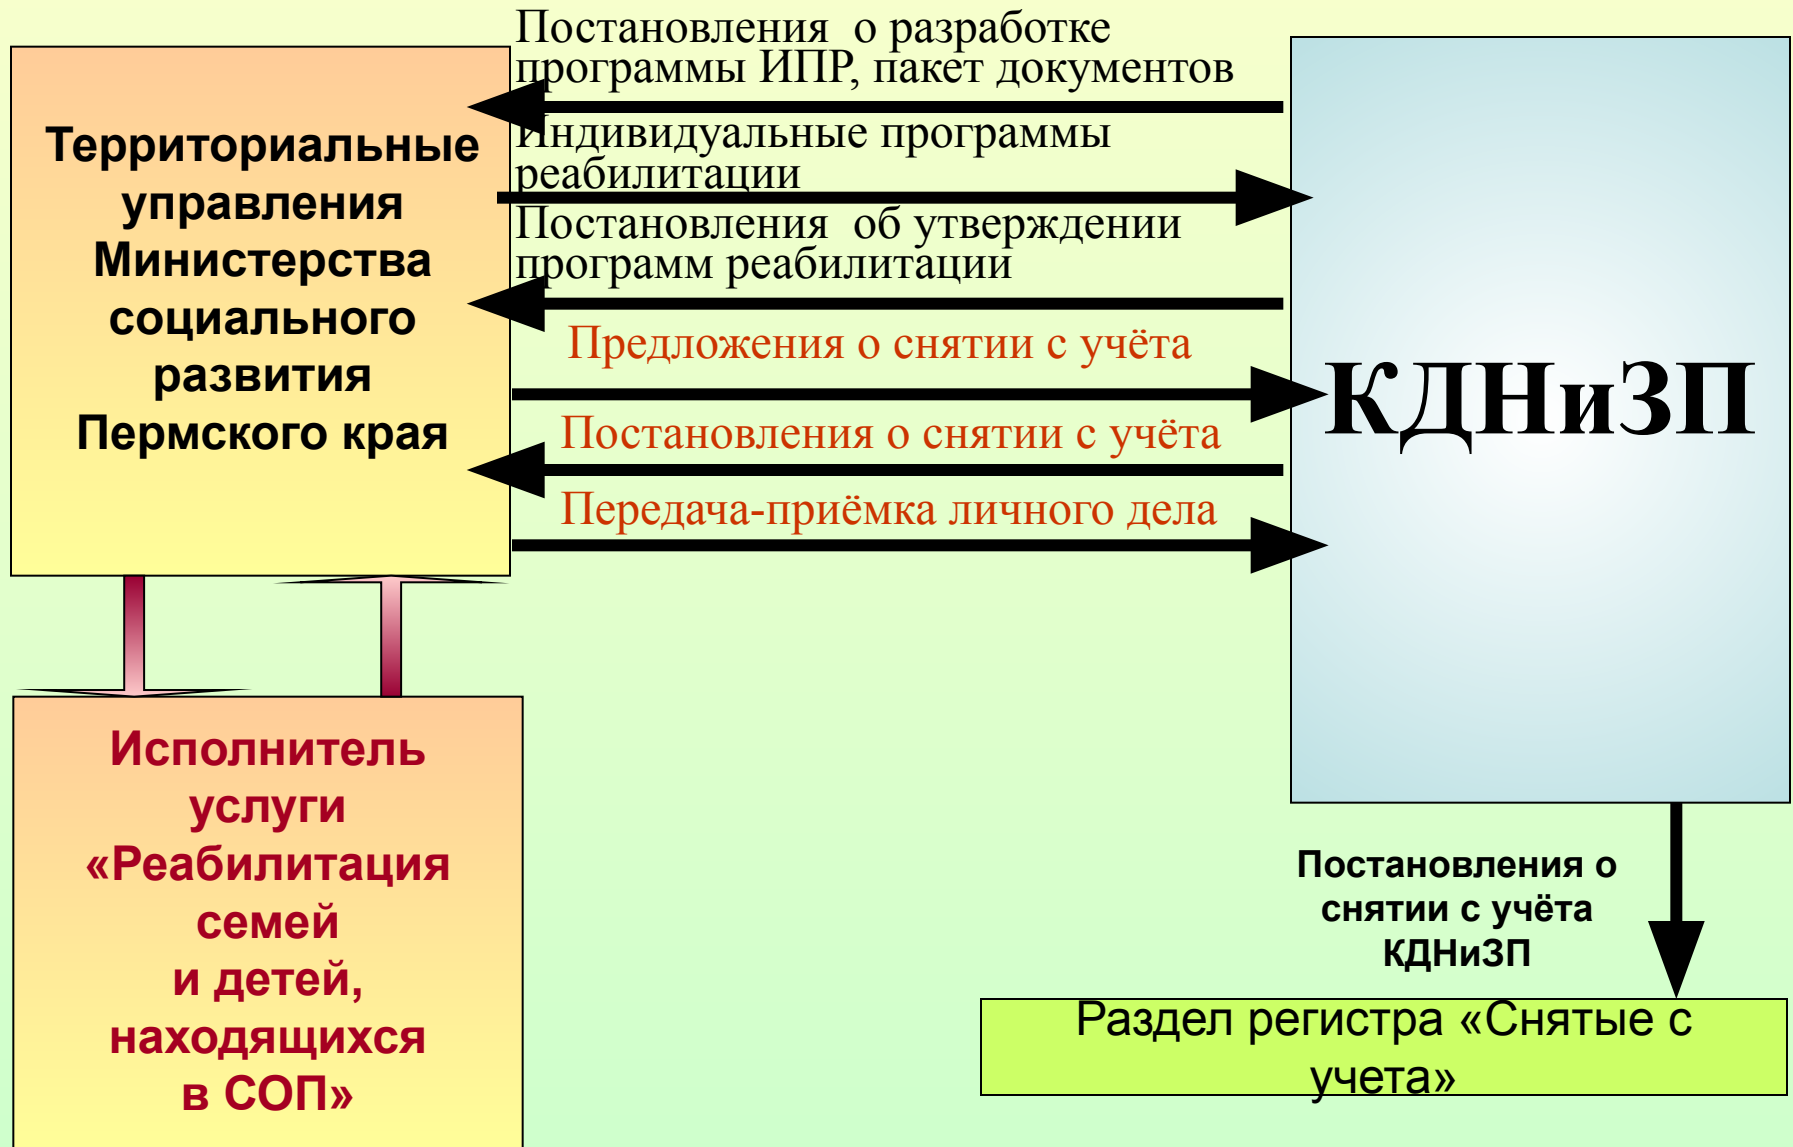 Территориальные
управления
Министерства
социального
развития
Пермского края
Постановления о разработке
программы ИПР, пакет документов
Индивидуальные программы
реабилитации
Постановления об утверждении
программ реабилитации
Предложения о снятии с учёта
Постановления о снятии с учёта
Передача-приёмка личного дела
КДНиЗП
Исполнитель
услуги
«Реабилитация
семей
и детей,
находящихся
в СОП»
Постановления о
снятии с учёта
КДНиЗП
Раздел регистра «Снятые с
учета»